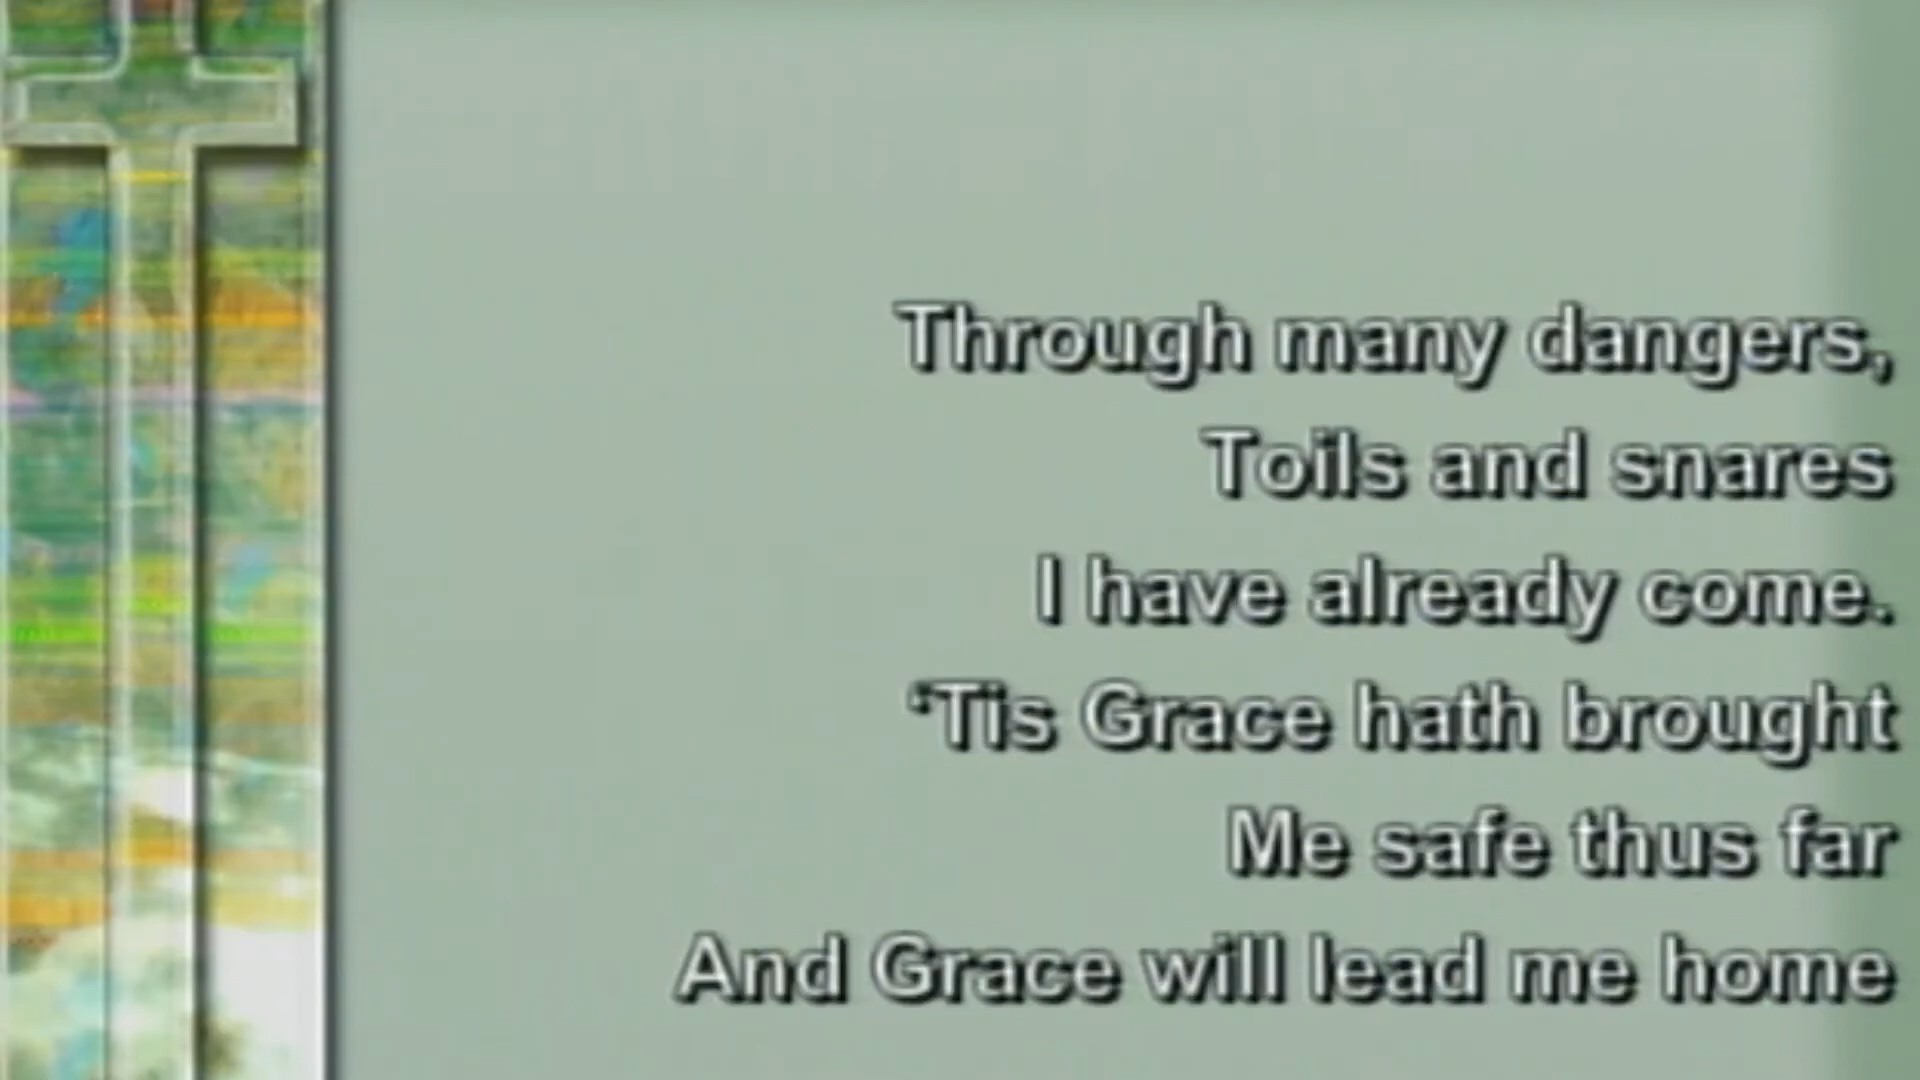 Through many dangers,
Toils and snares
I have already come.
‘Tis Grace hath brought
Me safe thus far
And Grace will lead me home